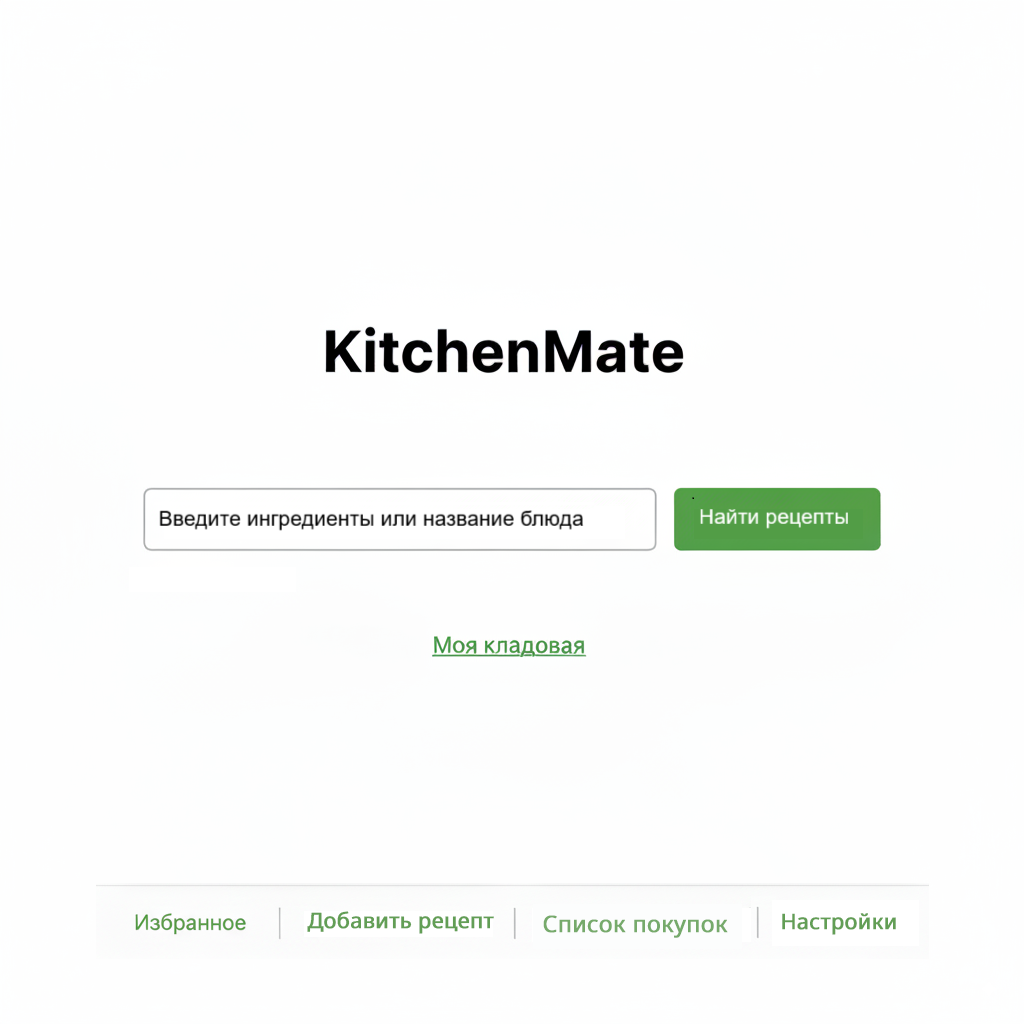 KitchenMate
Введите ингредиенты или название блюда
Найти рецепты
Моя кладовая
Избранное
Добавить рецепт
Список покупок
Настройки